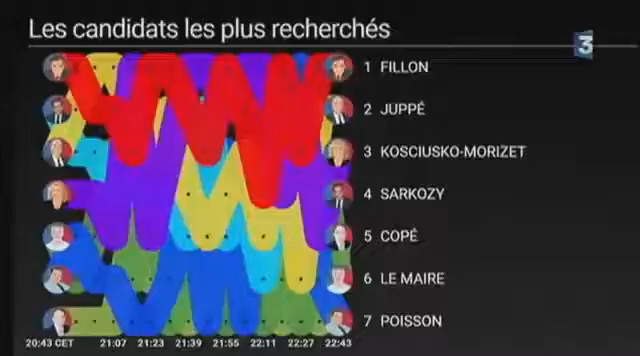 Les candidats les plus recherchés
3
1 FILLON
2 JUPPÉ
3 KOSCIUSKO-MORIZET
4 SARKOZY
5 COPÉ
6 LE MAIRE
7 POISSON
20:43 CET 21:07 21:23 21:39 21:55 22:11 22:27 22:43